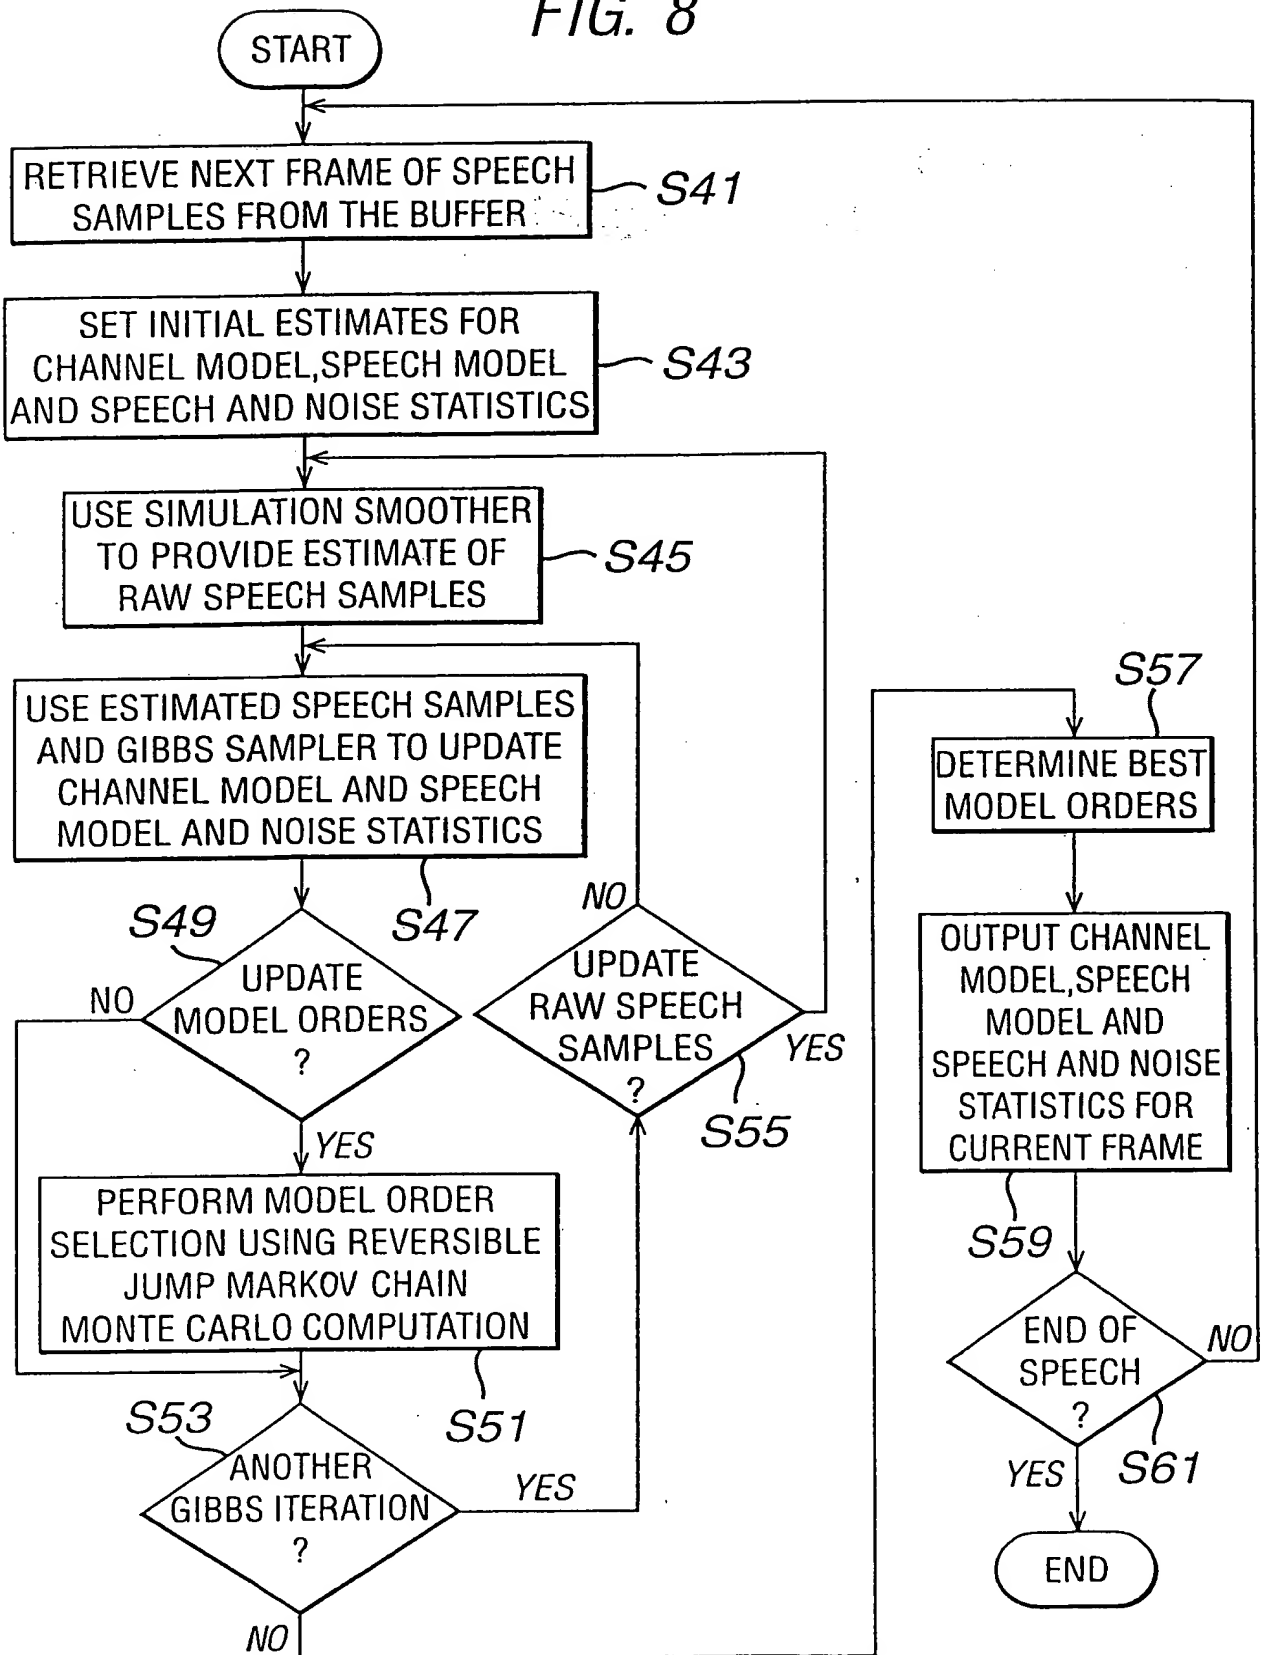 FIG. 8
START
RETRIEVE NEXT FRAME OF SPEECH
SAMPLES FROM THE BUFFER
S41
SET INITIAL ESTIMATES FOR
CHANNEL MODEL,SPEECH MODEL
AND SPEECH AND NOISE STATISTICS
S43
USE SIMULATION SMOOTHER
TO PROVIDE ESTIMATE OF
RAW SPEECH SAMPLES
S45
USE ESTIMATED SPEECH SAMPLES
AND GIBBS SAMPLER TO UPDATE
CHANNEL MODEL AND SPEECH
MODEL AND NOISE STATISTICS
S47
S49
UPDATE
MODEL ORDERS
?
NO
YES
PERFORM MODEL ORDER
SELECTION USING REVERSIBLE
JUMP MARKOV CHAIN
MONTE CARLO COMPUTATION
S51
S53
ANOTHER
GIBBS ITERATION
?
YES
NO
NO
UPDATE
RAW SPEECH
SAMPLES
?
YES
S55
S57
DETERMINE BEST
MODEL ORDERS
OUTPUT CHANNEL
MODEL,SPEECH
MODEL AND
SPEECH AND NOISE
STATISTICS FOR
CURRENT FRAME
S59
END OF
SPEECH
?
NO
S61
YES
END